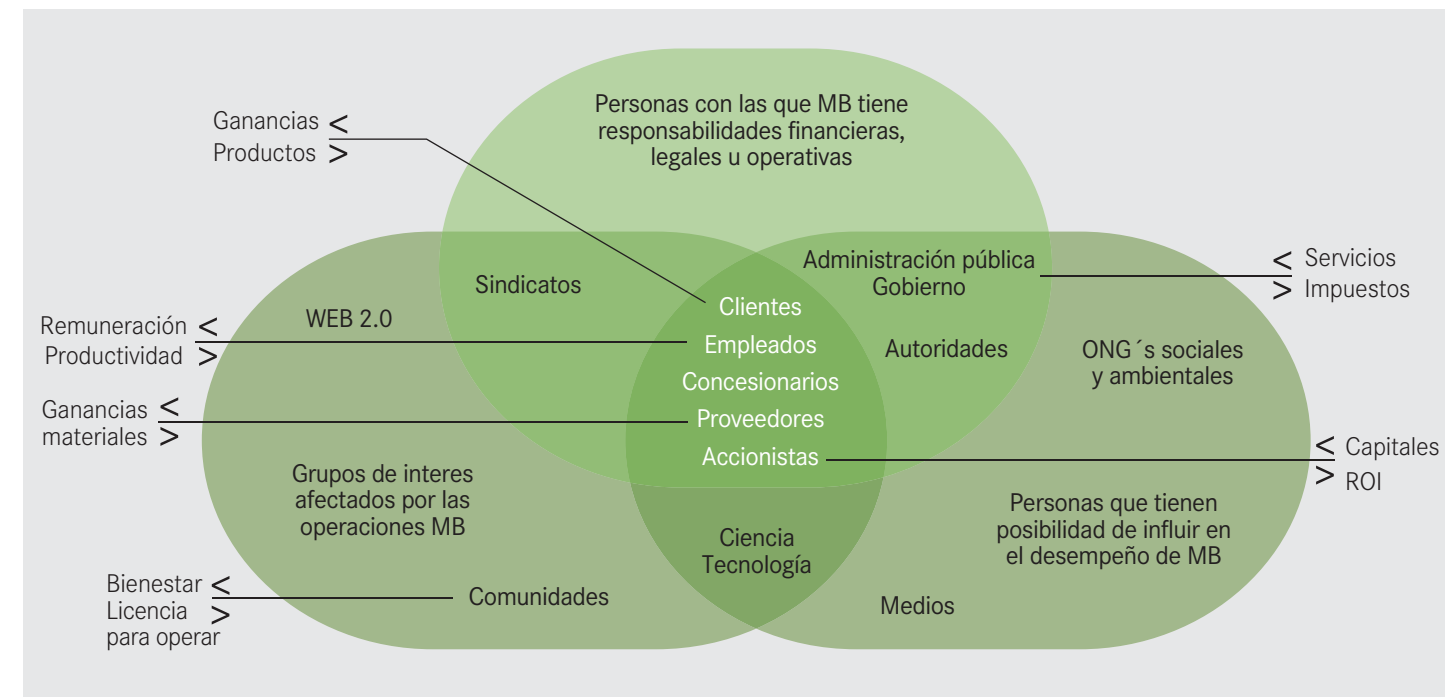 Personas con las que MB tiene
responsabilidades financieras,
legales u operativas
Ganancias <
Productos >
Sindicatos
Administración pública
Gobierno
Autoridades
< Servicios
> Impuestos
WEB 2.0
Remuneración <
Productividad >
Clientes
Empleados
Concesionarios
Proveedores
Accionistas
ONG´s sociales
y ambientales
Ganancias <
materiales >
< Capitales
> ROI
Grupos de interes
afectados por las
operaciones MB
Personas que tienen
posibilidad de influir en
el desempeño de MB
Ciencia
Tecnología
Bienestar <
Licencia >
para operar
Comunidades
Medios